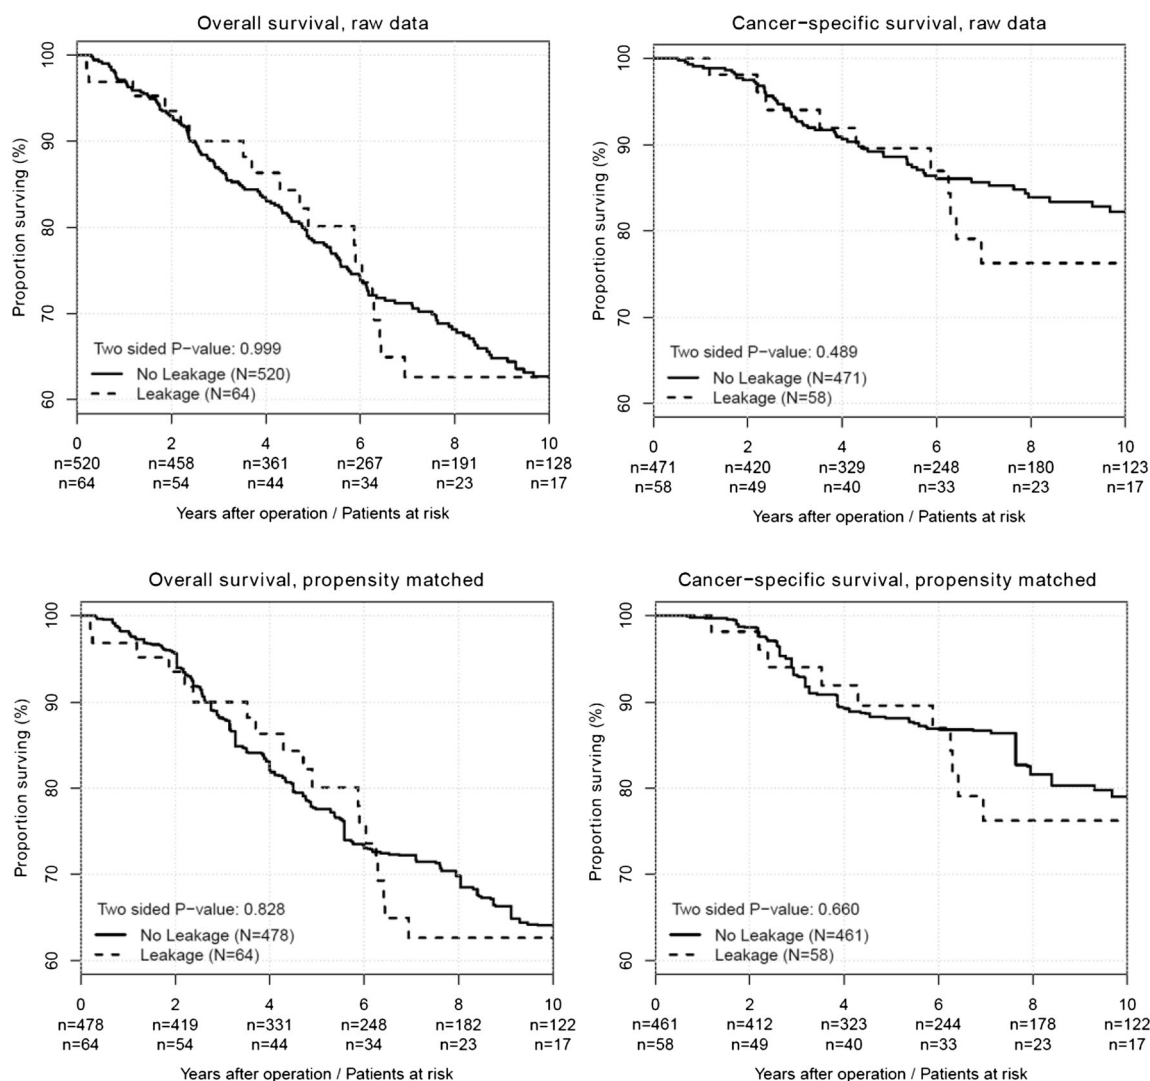 Overall survival, raw data
Proportion surving (%)
100
90
80
70
60
Two sided P-value: 0.999
No Leakage (N=520)
Leakage (N=64)
0 2 4 6 8 10
n=520 n=458 n=361 n=267 n=191 n=128
n=64 n=54 n=44 n=34 n=23 n=17
Years after operation / Patients at risk
Cancer-specific survival, raw data
Proportion surving (%)
100
90
80
70
60
Two sided P-value: 0.489
No Leakage (N=471)
Leakage (N=58)
0 2 4 6 8 10
n=471 n=420 n=329 n=248 n=180 n=123
n=58 n=49 n=40 n=33 n=23 n=17
Years after operation / Patients at risk
Overall survival, propensity matched
Proportion surving (%)
100
90
80
70
60
Two sided P-value: 0.828
No Leakage (N=478)
Leakage (N=64)
0 2 4 6 8 10
n=478 n=419 n=331 n=248 n=182 n=122
n=64 n=54 n=44 n=34 n=23 n=17
Years after operation / Patients at risk
Cancer-specific survival, propensity matched
Proportion surving (%)
100
90
80
70
60
Two sided P-value: 0.660
No Leakage (N=461)
Leakage (N=58)
0 2 4 6 8 10
n=461 n=412 n=323 n=244 n=178 n=122
n=58 n=49 n=40 n=33 n=23 n=17
Years after operation / Patients at risk